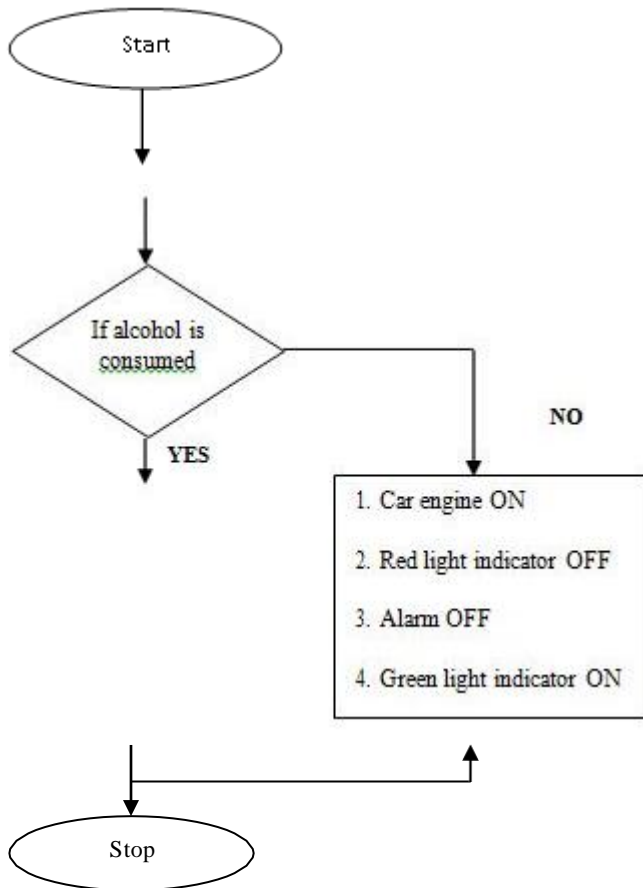 Start
If alcohol is
consumed
NO
YES
1. Car engine ON
2. Red light indicator OFF
3. Alarm OFF
4. Green light indicator ON
Stop